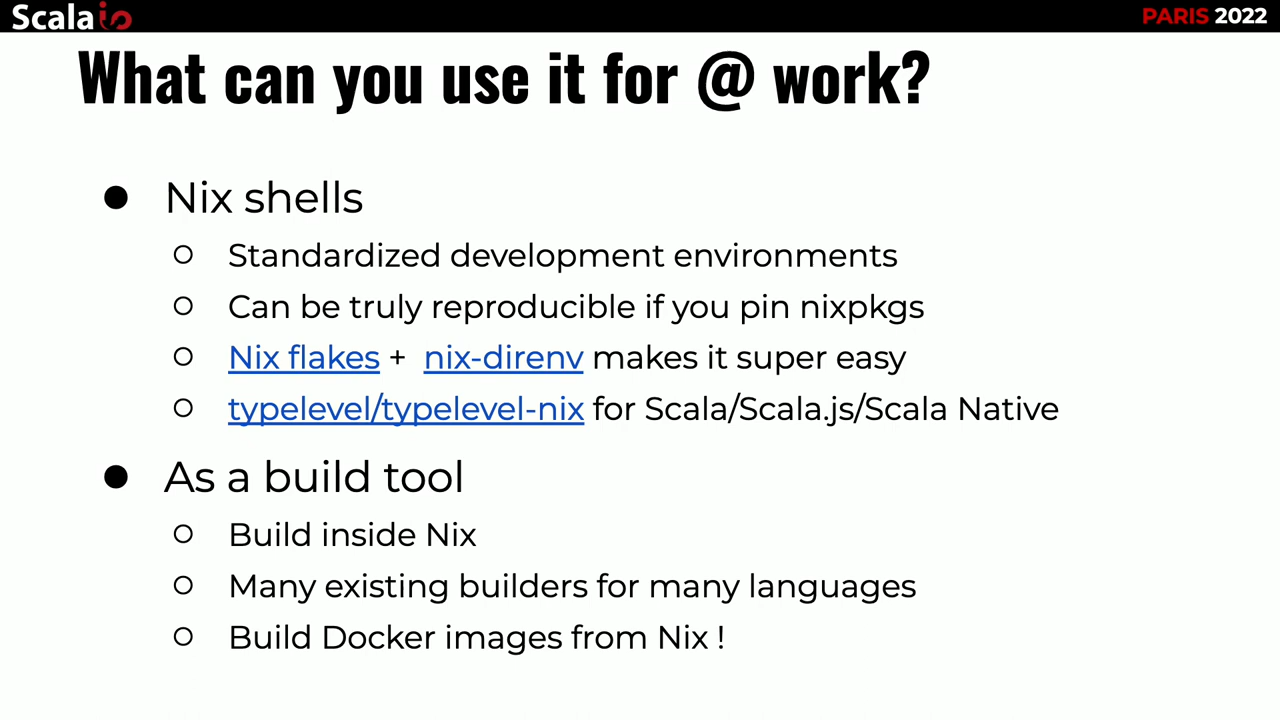 Scala io
PARIS 2022
What can you use it for @ work?
● Nix shells
○ Standardized development environments
○ Can be truly reproducible if you pin nixpkgs
○ Nix flakes + nix-direnv makes it super easy
○ typelevel/typelevel-nix for Scala/Scala.js/Scala Native
● As a build tool
○ Build inside Nix
○ Many existing builders for many languages
○ Build Docker images from Nix !